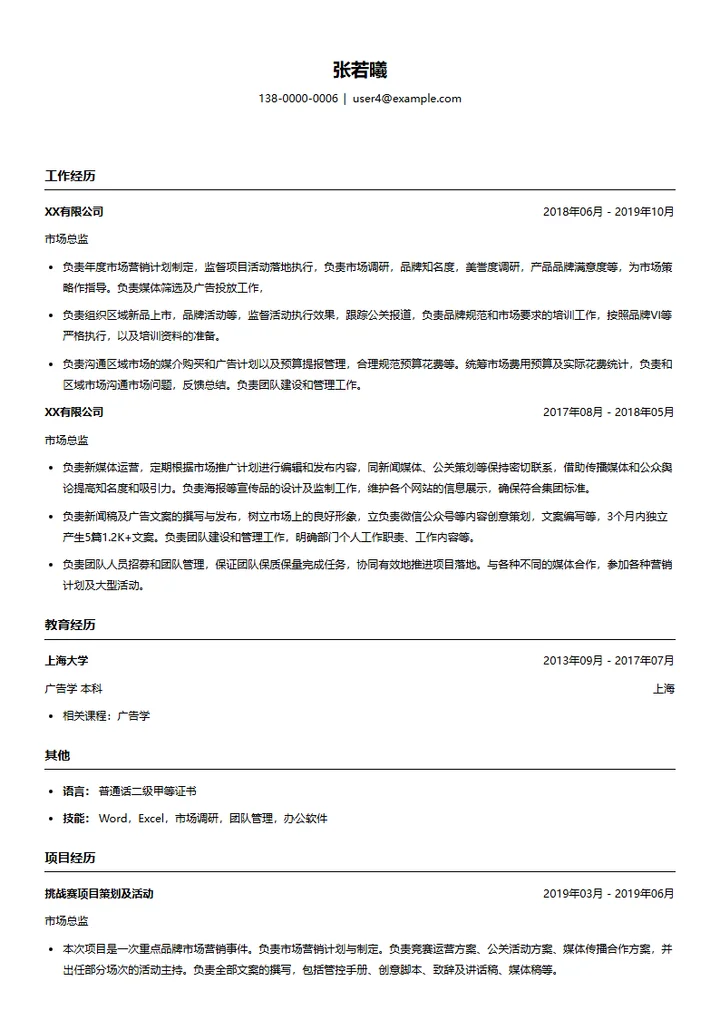 张若曦
138-0000-0006 | user4@example.com
工作经历
XX有限公司 2018年06月 - 2019年10月
市场总监
• 负责年度市场营销计划制定，监督项目活动落地执行，负责市场调研，品牌知名度，美誉度调研，产品品牌满意度等，为市场策
略作指导。负责媒体筛选及广告投放工作，
• 负责组织区域新品上市，品牌活动等，监督活动执行效果，跟踪公关报道，负责品牌规范和市场要求的培训工作，按照品牌VI等
严格执行，以及培训资料的准备。
• 负责沟通区域市场的媒介购买和广告计划以及预算提报管理，合理规范预算花费等。统筹市场费用预算及实际花费统计，负责和
区域市场沟通市场问题，反馈总结。负责团队建设和管理工作。
XX有限公司 2017年08月 - 2018年05月
市场总监
• 负责新媒体运营，定期根据市场推广计划进行编辑和发布内容，同新闻媒体、公关策划等保持密切联系，借助传播媒体和公众舆
论提高知名度和吸引力。负责海报等宣传品的设计及监制工作，维护各个网站的信息展示，确保符合集团标准。
• 负责新闻稿及广告文案的撰写与发布，树立市场上的良好形象，立负责微信公众号等内容创意策划，文案编写等，3个月内独立
产生5篇1.2K+文案。负责团队建设和管理工作，明确部门个人工作职责、工作内容等。
• 负责团队人员招募和团队管理，保证团队保质保量完成任务，协同有效地推进项目落地。与各种不同的媒体合作，参加各种营销
计划及大型活动。
教育经历
上海大学 2013年09月 - 2017年07月
广告学 本科 上海
• 相关课程：广告学
其他
• 语言： 普通话二级甲等证书
• 技能： Word，Excel，市场调研，团队管理，办公软件
项目经历
挑战赛项目策划及活动 2019年03月 - 2019年06月
市场总监
• 本次项目是一次重点品牌市场营销事件。负责市场营销计划与制定。负责竞赛运营方案、公关活动方案、媒体传播合作方案，并
出任部分场次的活动主持。负责全部文案的撰写，包括管控手册、创意脚本、致辞及讲话稿、媒体稿等。